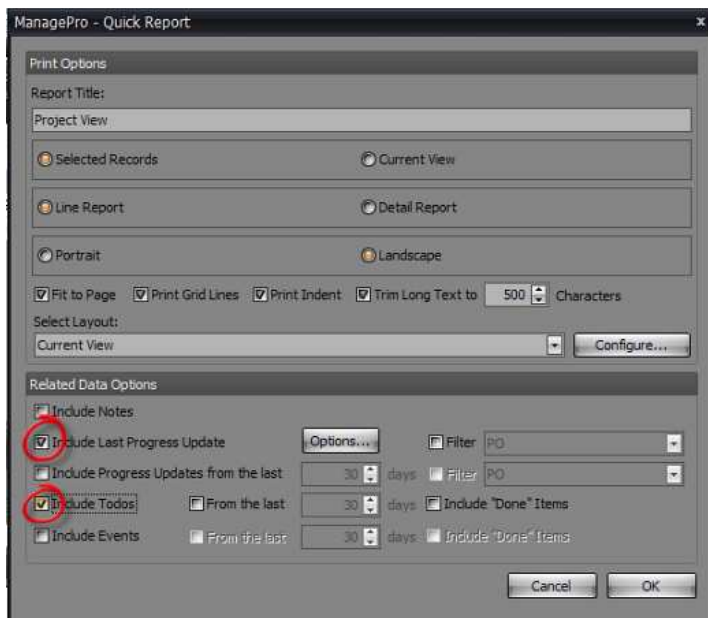 ManagePro - Quick Report x
Print Options
Report Title:
Project View
Selected Records Current View
Line Report Detail Report
Portrait Landscape
Fit to Page Print Grid Lines Print Indent Trim Long Text to 500 Characters
Select Layout:
Current View Configure...
Related Data Options
Include Notes
Include Last Progress Update Options... Filter PO
Include Progress Updates from the last 30 days Filter PO
Include Todos From the last 30 days Include "Done" Items
Include Events From the last 30 days Include "Done" Items
Cancel OK